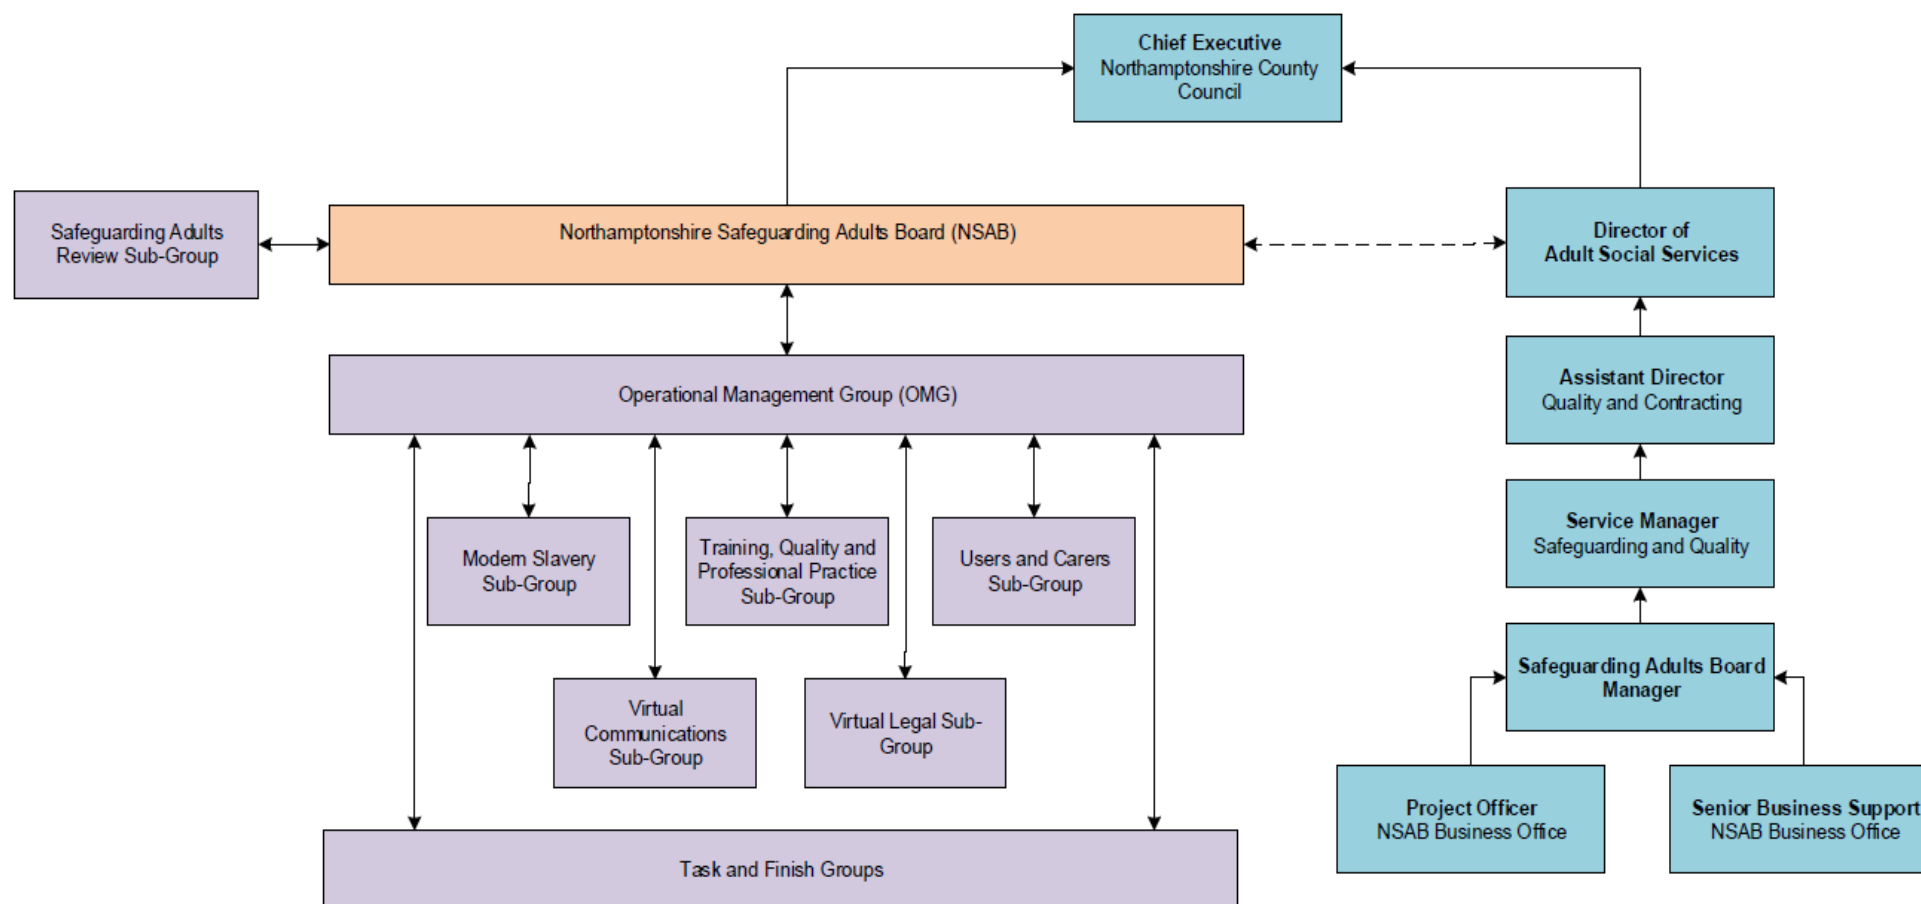 Chief Executive
Northamptonshire County
Council
Safeguarding Adults
Review Sub-Group
Northamptonshire Safeguarding Adults Board (NSAB)
Director of
Adult Social Services
Operational Management Group (OMG)
Assistant Director
Quality and Contracting
Modern Slavery
Sub-Group
Training, Quality and
Professional Practice
Sub-Group
Users and Carers
Sub-Group
Service Manager
Safeguarding and Quality
Virtual
Communications
Sub-Group
Virtual Legal Sub-
Group
Safeguarding Adults Board
Manager
Project Officer
NSAB Business Office
Senior Business Support
NSAB Business Office
Task and Finish Groups